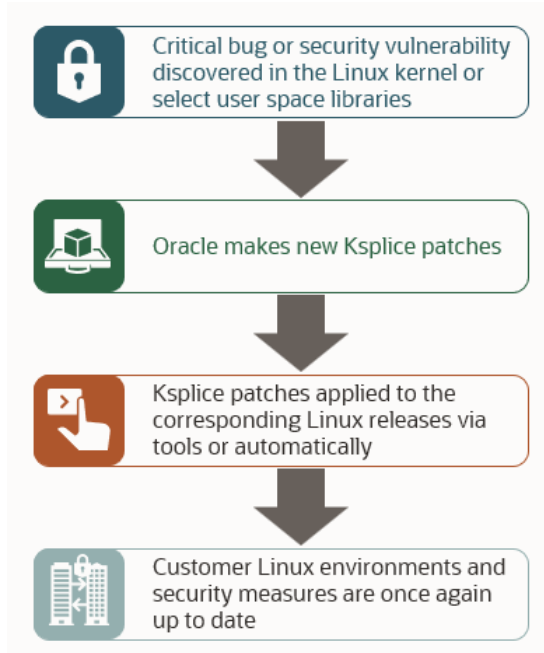 Critical bug or security vulnerability
discovered in the Linux kernel or
select user space libraries
Oracle makes new Ksplice patches
Ksplice patches applied to the
corresponding Linux releases via
tools or automatically
Customer Linux environments and
security measures are once again
up to date